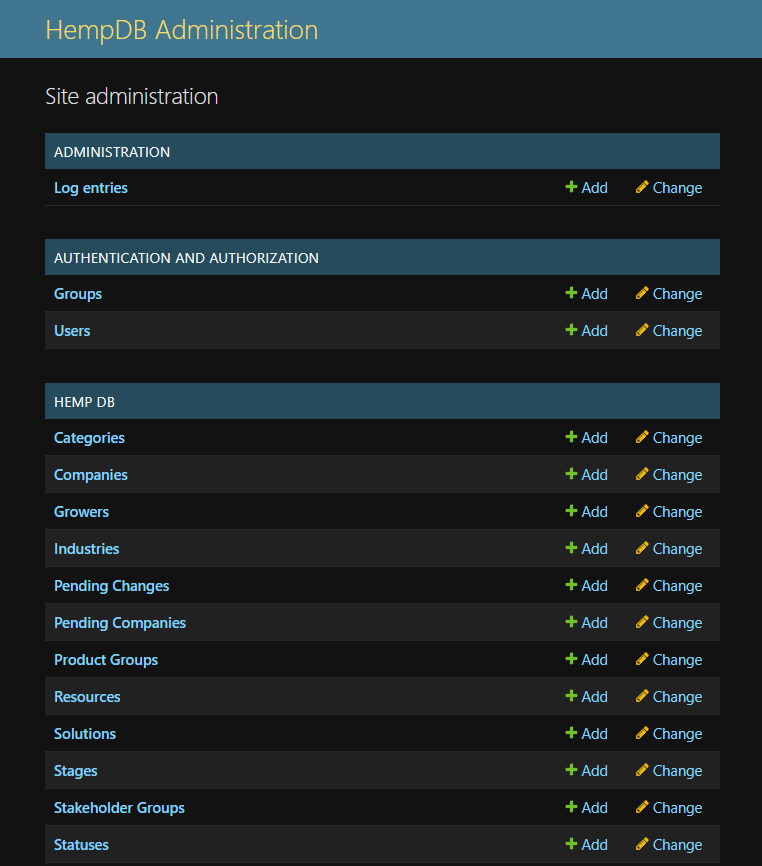 HempDB Administration
Site administration
ADMINISTRATION
Log entries Add Change
AUTHENTICATION AND AUTHORIZATION
Groups Add Change
Users Add Change
HEMP DB
Categories Add Change
Companies Add Change
Growers Add Change
Industries Add Change
Pending Changes Add Change
Pending Companies Add Change
Product Groups Add Change
Resources Add Change
Solutions Add Change
Stages Add Change
Stakeholder Groups Add Change
Statuses Add Change